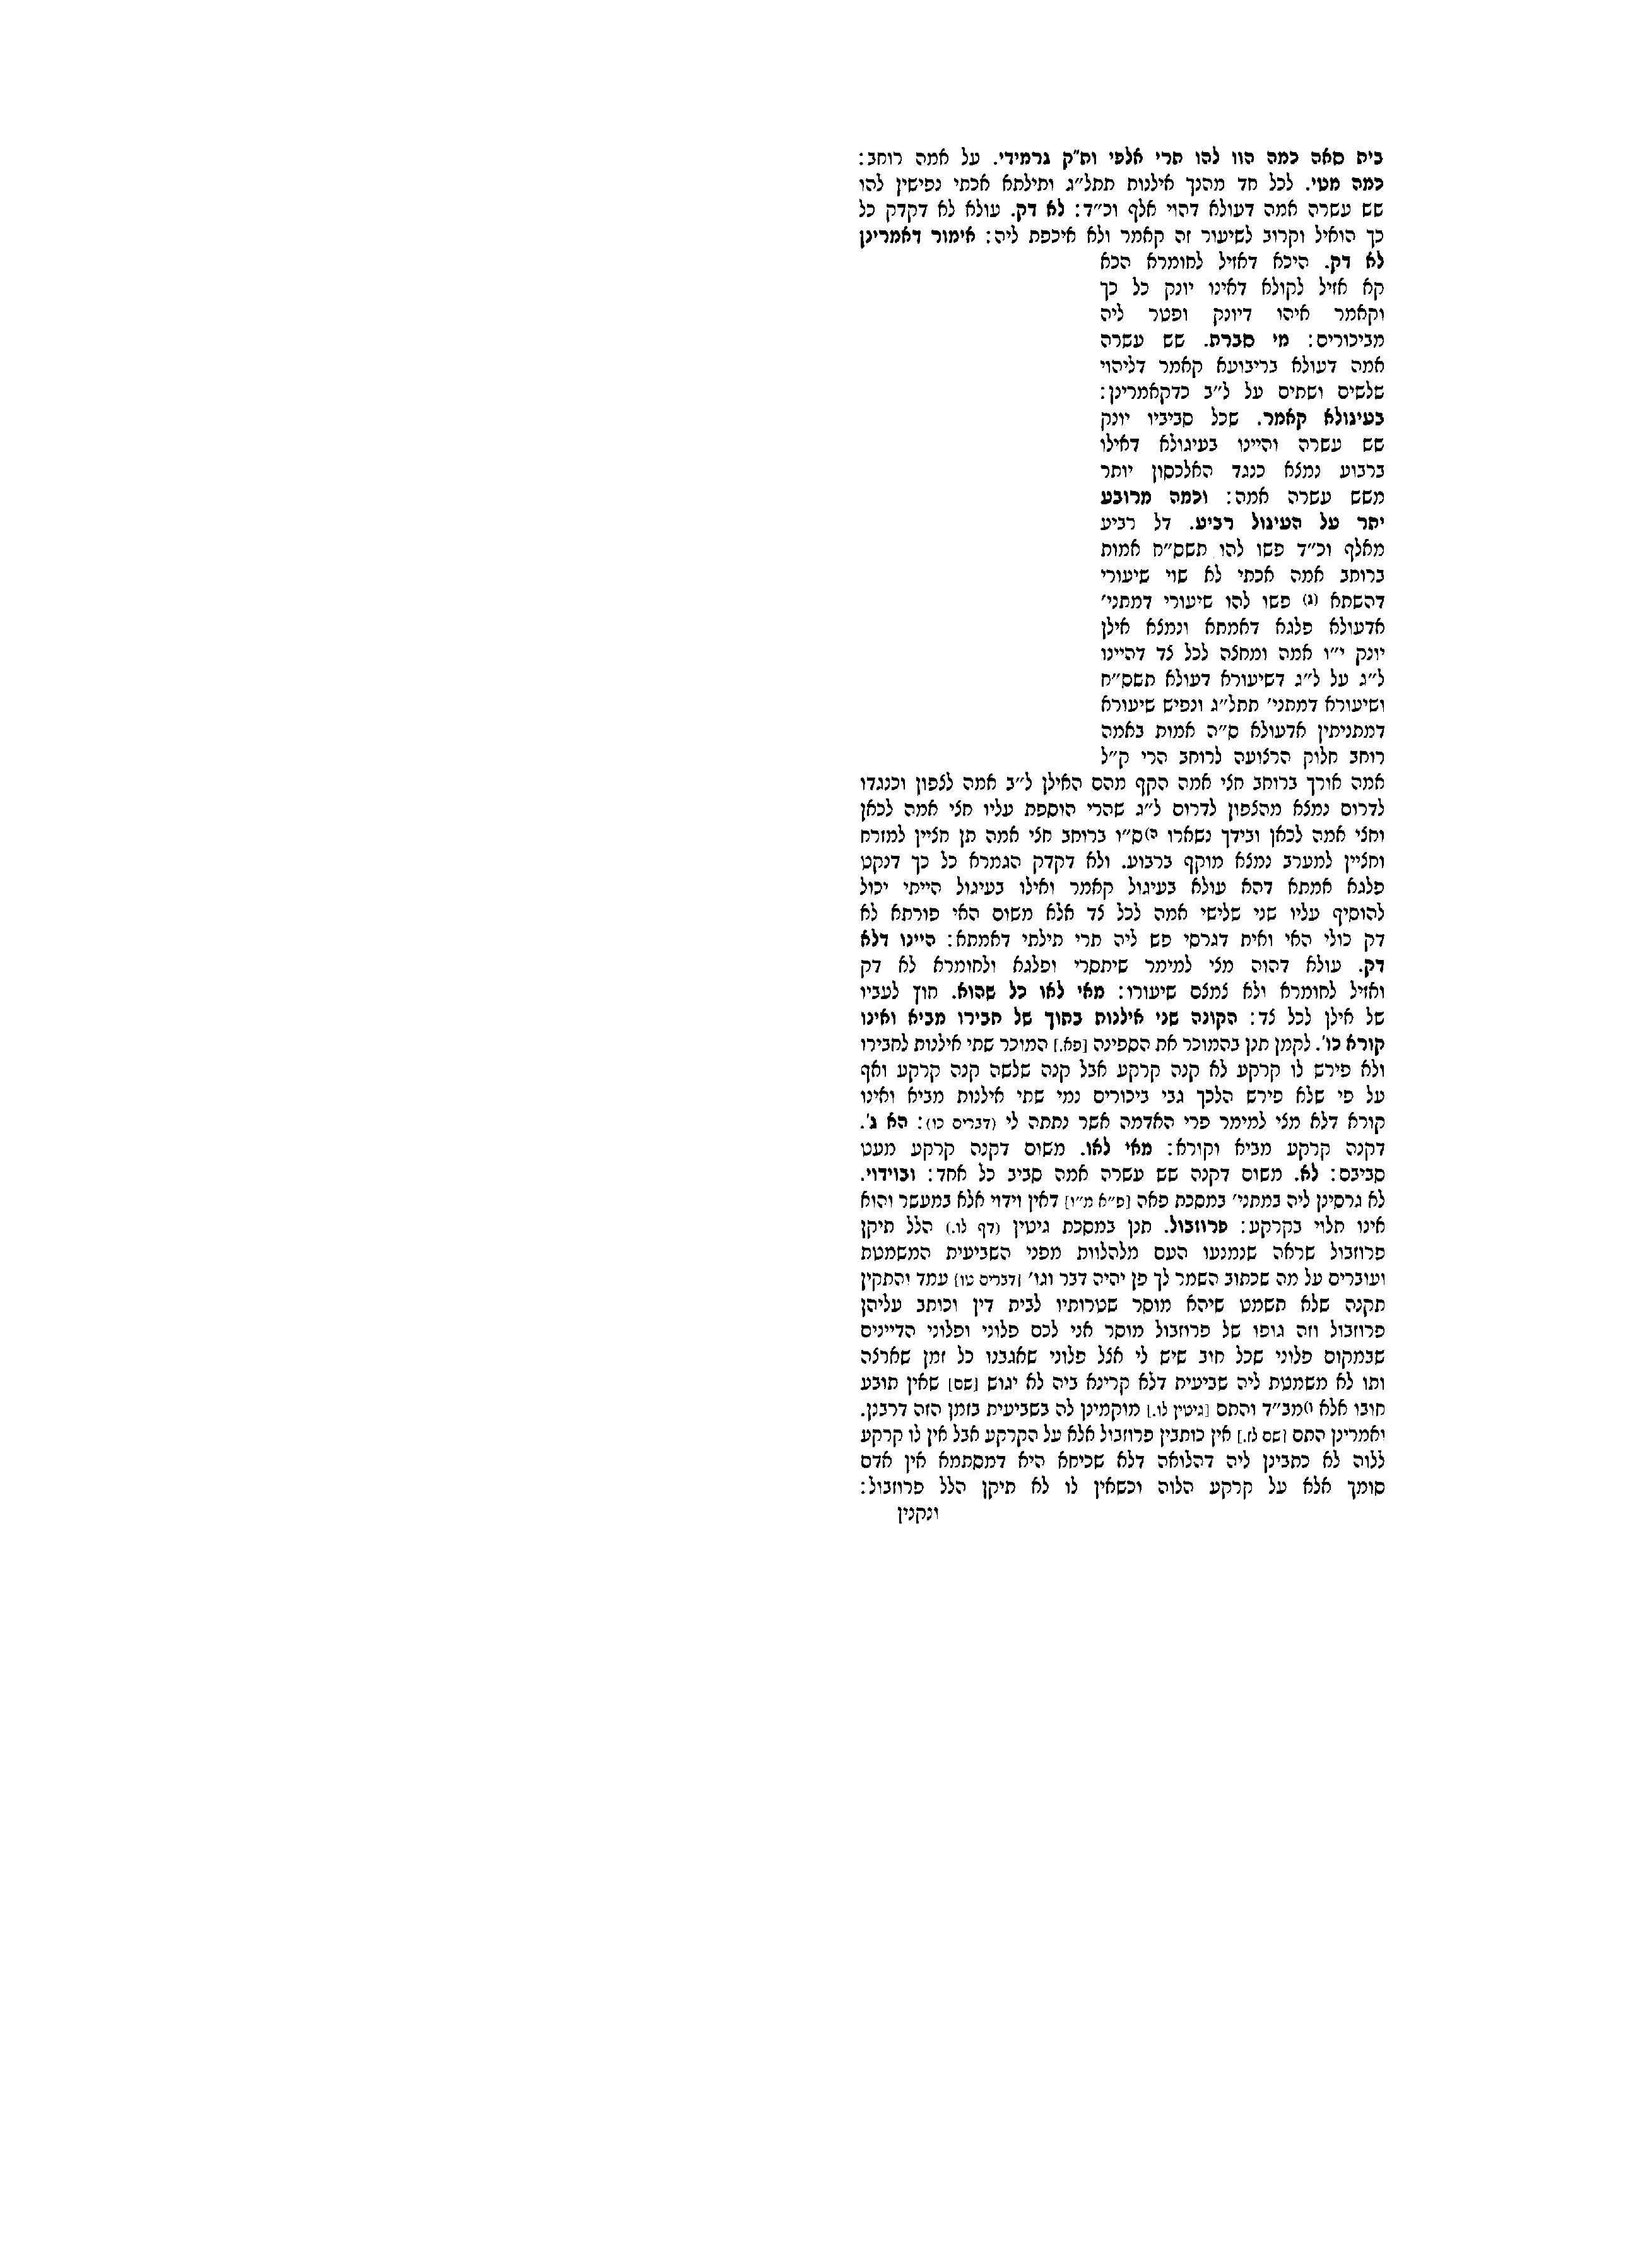 בית סאה כמה הוו להו תרי אלפי ות"ק גרמידי. על אמה רוחב:
כמה מטי. לכל חד מהנך אילנות תתל״ג ותילתא אכתי נפישין להו
שש עשרה אמה דעולא דהוי אלף וכ״ד: לא דק. עולא לא דקדק כל
כך הואיל וקרוב לשיעור זה קאמר ולא איכפת ליה: אימור דאמרינן
לא דק. היכא דאזיל לחומרא הכא
קא אזיל לקולא דאינו יונק כל כך
וקאמר איהו דיונק ופטר ליה
מביכורים: מי סברת. שש עשרה
אמה דעולא בריבועא קאמר דליהוי
שלשים ושתים על ל״ב כדקאמרינן:
בעיגולא קאמר. שכל סביביו יונק
שש עשרה והיינו בעיגולא דאילו
ברבוע נמצא כנגד האלכסון יותר
משש עשרה אמה: וכמה מרובע
יתר על העיגול רביע. דל רביע
מאלף וכ״ד פשו להו תשס״ח אמות
ברוחב אמה אכתי לא שוי שיעורי
דהשתא (ג) פשו להו שיעורי דמתני׳
אדעולא פלגא דאמתא ונמצא אילן
יונק י״ו אמה ומחצה לכל צד דהיינו
ל״ג על ל״ג דשיעורא דעולא תשס״ח
ושיעורא דמתני׳ תתל״ג ונפיש שיעורא
דמתניתין אדעולא ס״ה אמות באמה
רוחב חלוק הרצועה לרוחב הרי ק״ל
אמה אורך ברוחב חצי אמה הקף מהם האילן ל״ב אמה לצפון וכנגדו
לדרום נמצא מהצפון לדרום ל״ג שהרי הוספת עליו חצי אמה לכאן
וחצי אמה לכאן ובידך נשארו ה)ס״ו ברוחב חצי אמה תן חציין למזרח
וחציין למערב נמצא מוקף ברבוע. ולא דקדק הגמרא כל כך דנקט
פלגא אמתא דהא עולא בעיגול קאמר ואילו בעיגול הייתי יכול
להוסיף עליו שני שלישי אמה לכל צד אלא משום האי פורתא לא
דק כולי האי ואית דגרסי פש ליה תרי תילתי דאמתא: היינו דלא
דק. עולא דהוה מצי למימר שיתסרי ופלגא ולחומרא לא דק
ואזיל לחומרא ולא צמצם שיעורו: מאי לאו כל שהוא. חוץ לעביו
של אילן לכל צד: הקונה שני אילנות בתוך של חבירו מביא ואינו
קורא כו׳. לקמן תנן בהמוכר את הספינה [פא.] המוכר שתי אילנות לחבירו
ולא פירש לו קרקע לא קנה קרקע אבל קנה שלשה קנה קרקע ואף
על פי שלא פירש הלכך גבי ביכורים נמי שתי אילנות מביא ואינו
קורא דלא מצי למימר פרי האדמה אשר נתתה לי (דברים כו): הא ג׳.
דקנה קרקע מביא וקורא: מאי לאו. משום דקנה קרקע מעט
סביבם: לא. משום דקנה שש עשרה אמה סביב כל אחד: ובוידוי.
לא גרסינן ליה במתני׳ במסכת פאה [פ״א מ״ו] דאין וידוי אלא במעשר והוא
אינו תלוי בקרקע: פרוזבול. תנן במסכת גיטין (דף לו.) הלל תיקן
פרוזבול שראה שנמנעו העם מלהלוות מפני השביעית המשמטת
ועוברים על מה שכתוב השמר לך פן יהיה דבר וגו׳ [דברים טו] עמד והתקין
תקנה שלא תשמט שיהא מוסר שטרותיו לבית דין וכותב עליהן
פרוזבול וזה גופו של פרוזבול מוסר אני לכם פלוני ופלוני הדיינים
שבמקום פלוני שכל חוב שיש לי אצל פלוני שאגבנו כל זמן שארצה
ותו לא משמטת ליה שביעית דלא קרינא ביה לא יגוש [שם] שאין תובע
חובו אלא ו)מב״ד והתם [גיטין לו.] מוקמינן לה בשביעית בזמן הזה דרבנן.
ואמרינן התם [שם לז.] אין כותבין פרוזבול אלא על הקרקע אבל אין לו קרקע
ללוה לא כתבינן ליה דהלואה דלא שכיחא היא דמסתמא אין אדם
סומך אלא על קרקע הלוה וכשאין לו לא תיקן הלל פרוזבול:
ונקנין